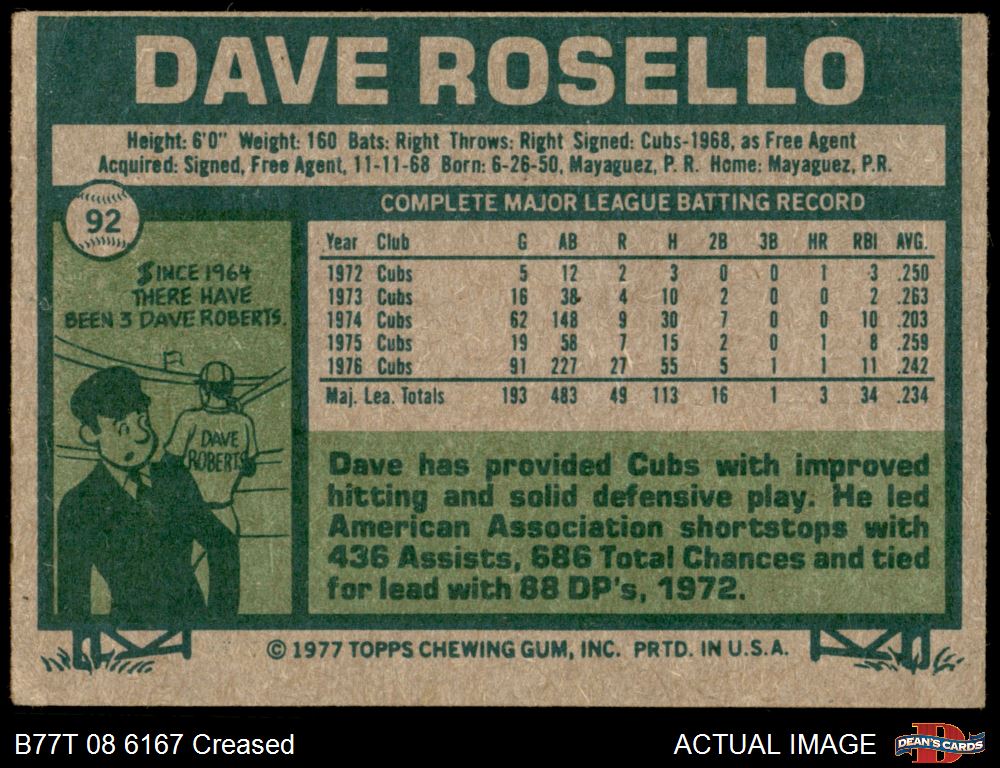 DAVE ROSELLO
Height: 6'0" Weight: 160 Bats: Right Throws: Right Signed: Cubs-1968, as Free Agent
Acquired: Signed, Free Agent, 11-11-68 Born: 6-26-50, Mayaguez, P. R. Home: Mayaguez, P.R.
92
COMPLETE MAJOR LEAGUE BATTING RECORD
Year Club G AB R H 2B 3B HR RBI AVG.
1972 Cubs 5 12 2 3 0 0 1 3 .250
1973 Cubs 16 38 4 10 2 0 0 2 .263
1974 Cubs 62 148 9 30 7 0 0 10 .203
1975 Cubs 19 58 7 15 2 0 1 8 .259
1976 Cubs 91 227 27 55 5 1 1 11 .242
Maj. Lea. Totals 193 483 49 113 16 1 3 34 .234
SINCE 1964
THERE HAVE
BEEN 3 DAVE ROBERTS.
DAVE
ROBERTS
Dave has provided Cubs with improved
hitting and solid defensive play. He led
American Association shortstops with
436 Assists, 686 Total Chances and tied
for lead with 88 DP's, 1972.
© 1977 TOPPS CHEWING GUM, INC. PRTD. IN U.S.A.
B77T 08 6167 Creased
ACTUAL IMAGE
DEAN'S CARDS